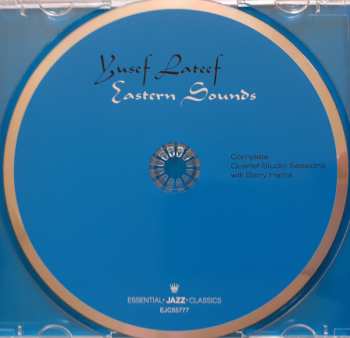 Yusef Lateef
Eastern Sounds
Complete
Quartet Studio Sessions
with Barry Harris
ESSENTIAL • JAZZ • CLASSICS
EJC55777